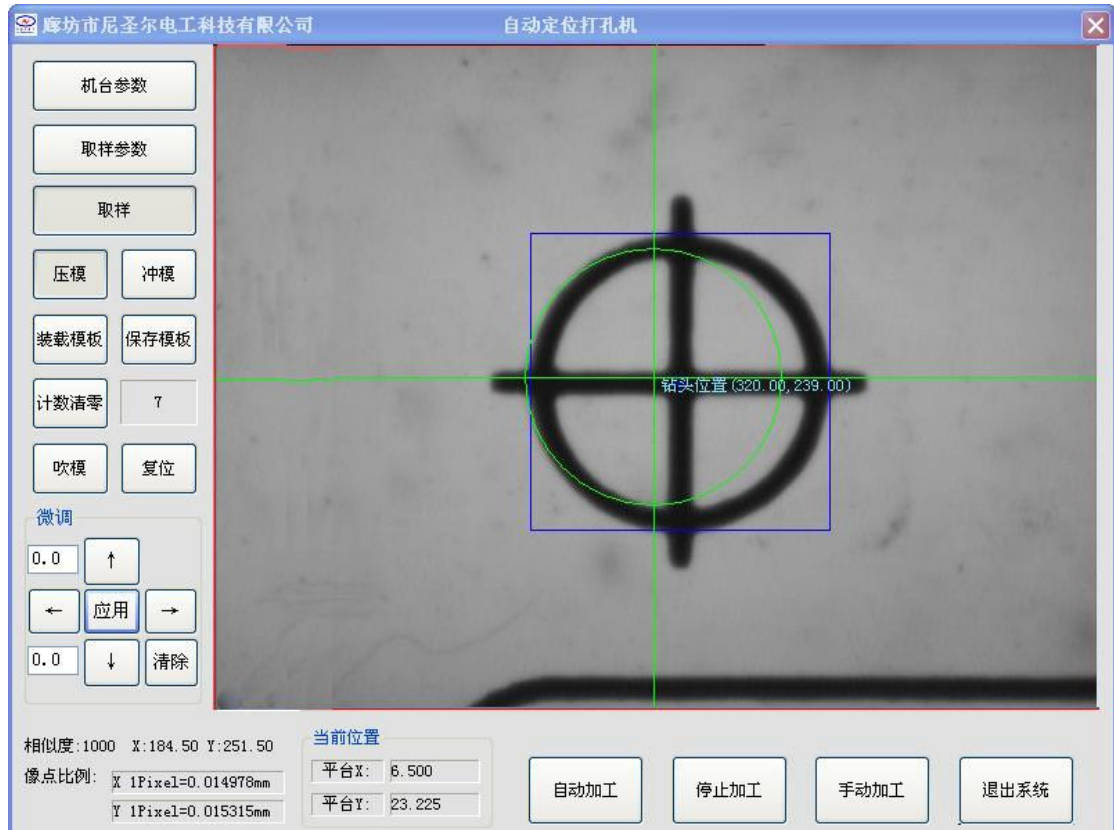 廊坊市尼圣尔电工科技有限公司 自动定位打孔机
机台参数
取样参数
取样
压模 冲模
装载模板 保存模板
计数清零 7
吹模 复位
微调
0.0 ↑
← 应用 →
0.0 ↓ 清除
钻头位置(320.00,239.00)
相似度:1000 X:184.50 Y:251.50
像点比例: X 1Pixel=0.014978mm
Y 1Pixel=0.015315mm
当前位置
平台X: 6.500
平台Y: 23.225
自动加工 停止加工 手动加工 退出系统